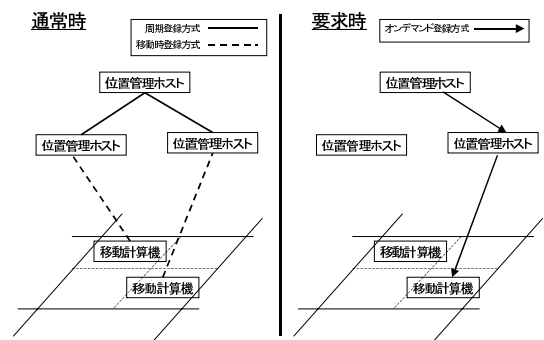 通常時
周期登録方式
移動時登録方式
位置管理ホスト
位置管理ホスト
位置管理ホスト
移動計算機
移動計算機
要求時
オンデマンド登録方式
位置管理ホスト
位置管理ホスト
位置管理ホスト
移動計算機
移動計算機